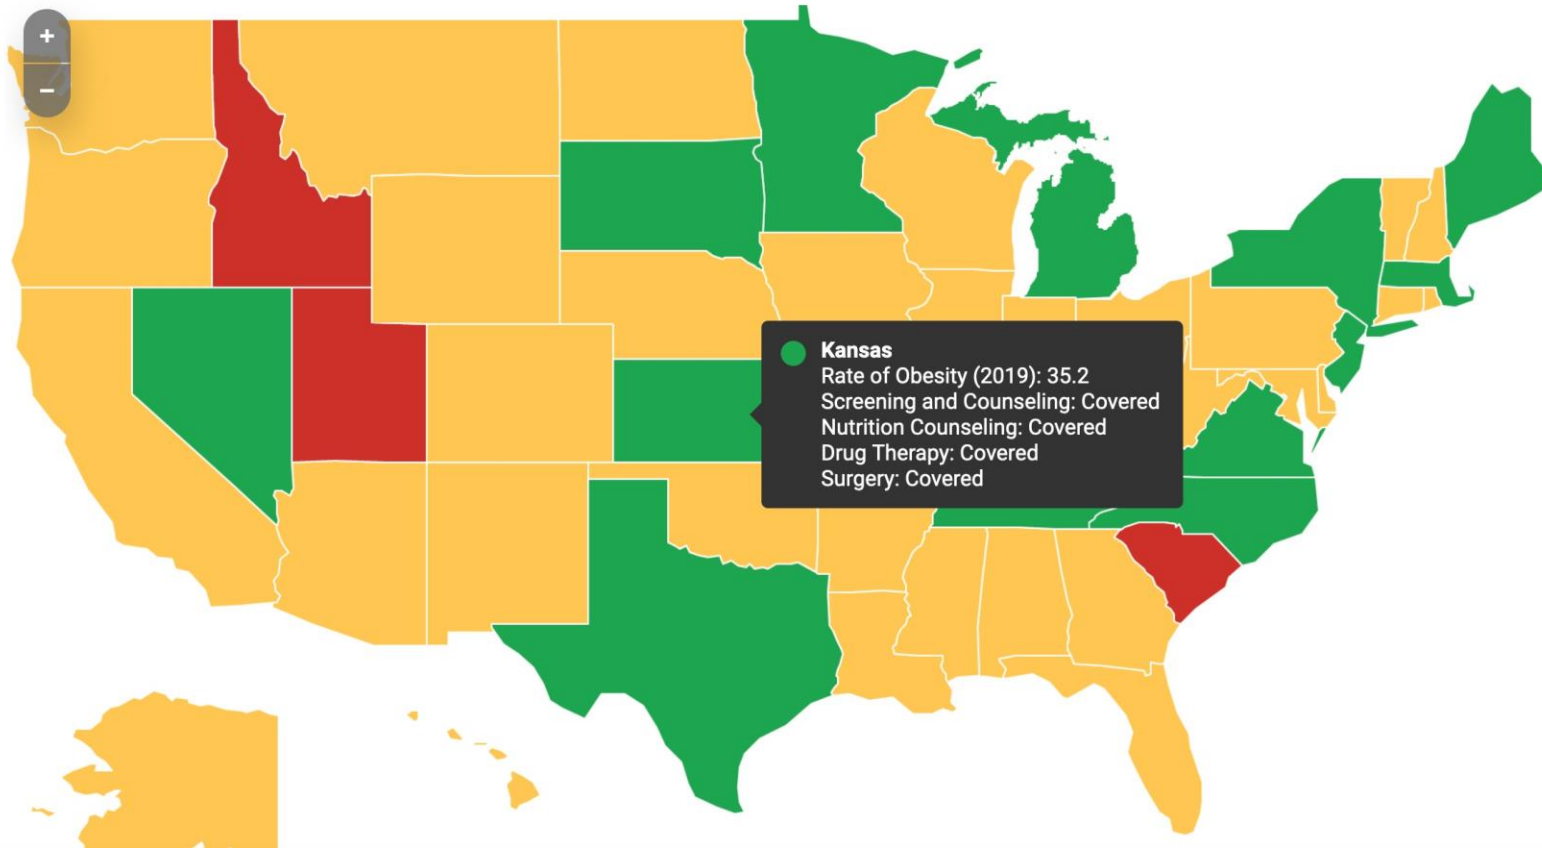 +
−
Kansas
Rate of Obesity (2019): 35.2
Screening and Counseling: Covered
Nutrition Counseling: Covered
Drug Therapy: Covered
Surgery: Covered